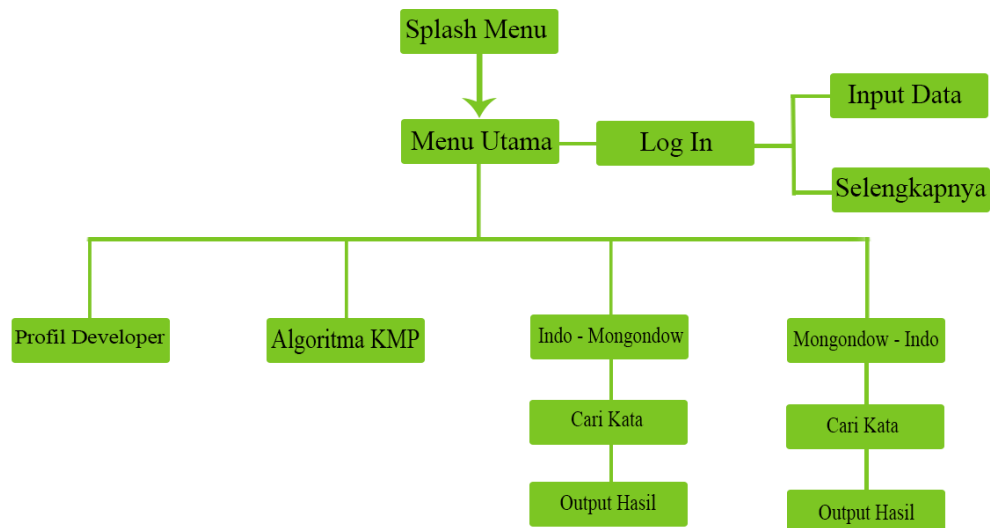 Splash Menu
Menu Utama
Log In
Input Data
Selengkapnya
Profil Developer
Algoritma KMP
Indo - Mongondow
Mongondow - Indo
Cari Kata
Cari Kata
Output Hasil
Output Hasil